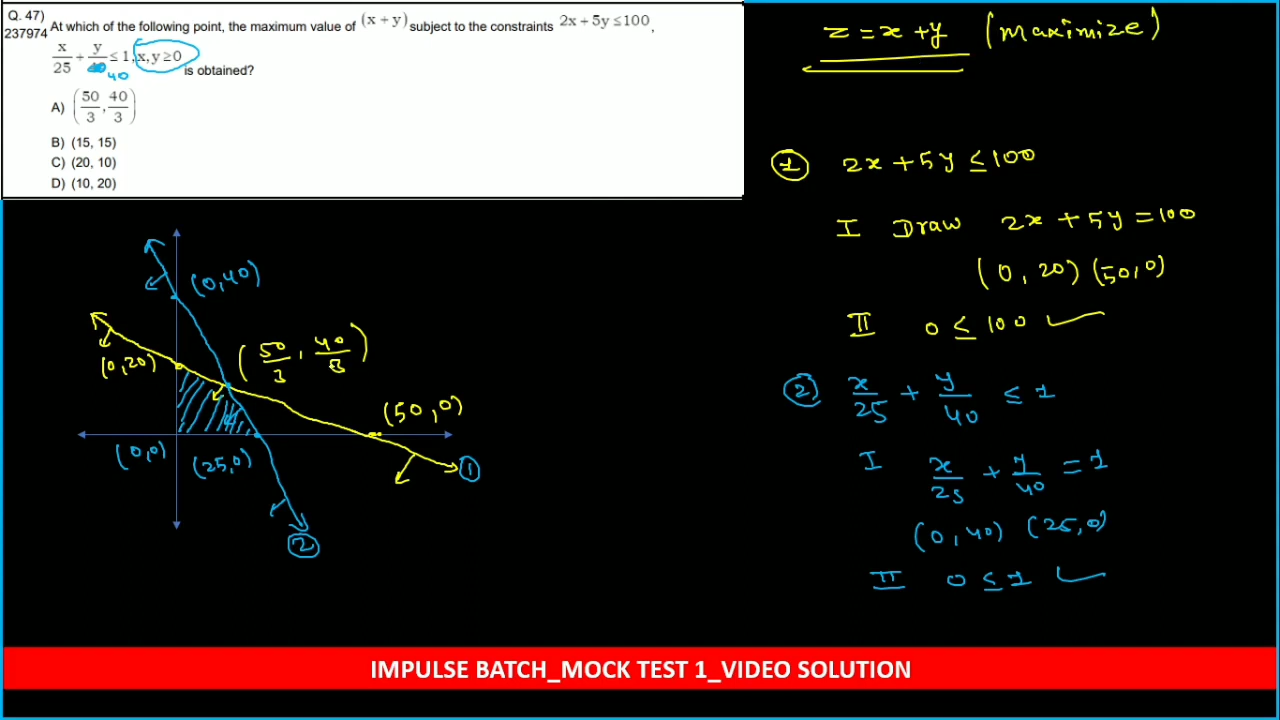 Q. 47)
237974 At which of the following point, the maximum value of (x + y) subject to the constraints 2x + 5y ≤ 100,
x/25 + y/40 ≤ 1, x, y ≥ 0 is obtained?
A) (50/3, 40/3)
B) (15, 15)
C) (20, 10)
D) (10, 20)
z = x + y (maximize)
① 2x + 5y ≤ 100
I Draw 2x + 5y = 100
(0, 20) (50, 0)
II 0 ≤ 100 ✓
② x/25 + y/40 ≤ 1
I x/25 + y/40 = 1
(0, 40) (25, 0)
II 0 ≤ 1 ✓
(0, 40)
(0, 20)
(50/3, 40/3)
(50, 0)
(0, 0)
(25, 0)
①
②
IMPULSE BATCH_MOCK TEST 1_VIDEO SOLUTION